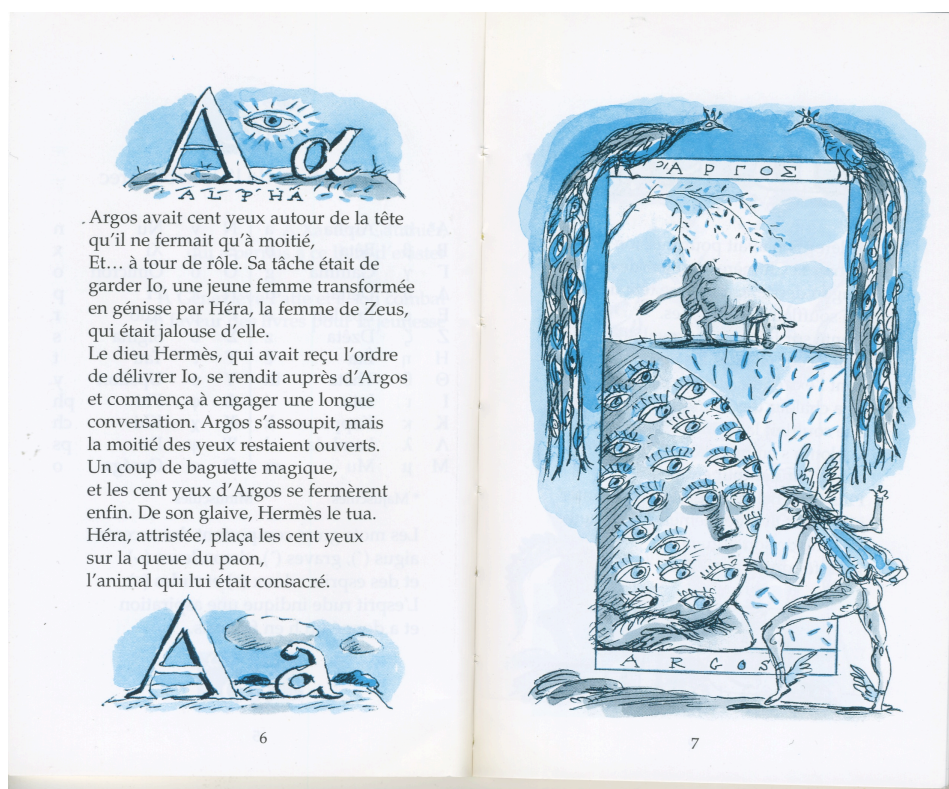 A α
ALPHA
Argos avait cent yeux autour de la tête
qu'il ne fermait qu'à moitié,
Et… à tour de rôle. Sa tâche était de
garder Io, une jeune femme transformée
en génisse par Héra, la femme de Zeus,
qui était jalouse d'elle.
Le dieu Hermès, qui avait reçu l'ordre
de délivrer Io, se rendit auprès d'Argos
et commença à engager une longue
conversation. Argos s'assoupit, mais
la moitié des yeux restaient ouverts.
Un coup de baguette magique,
et les cent yeux d'Argos se fermèrent
enfin. De son glaive, Hermès le tua.
Héra, attristée, plaça les cent yeux
sur la queue du paon,
l'animal qui lui était consacré.
A a
6
ἌΡΓΟΣ
ARGOS
7